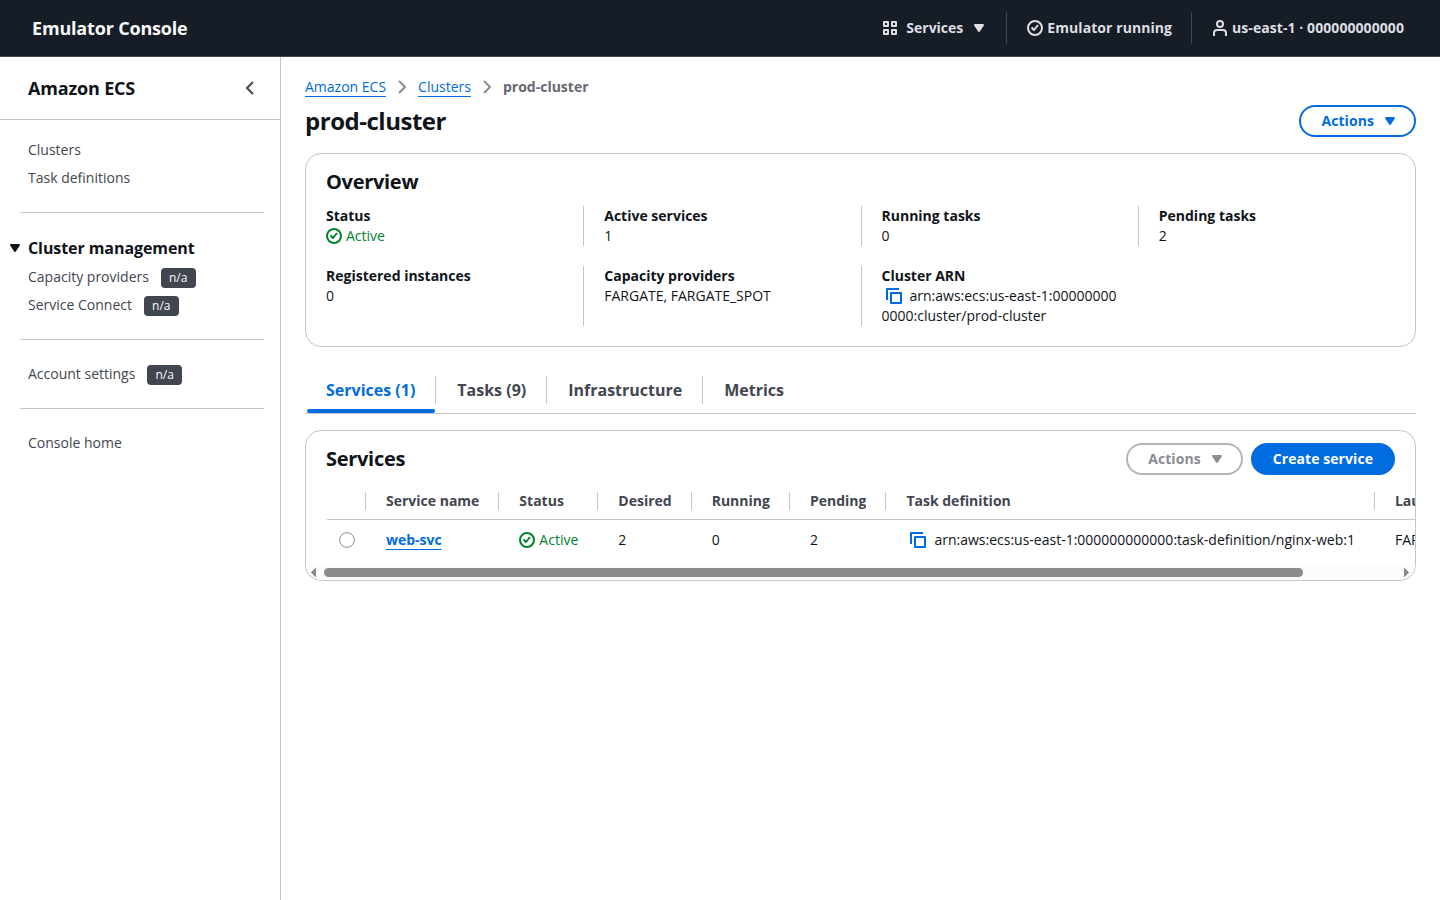 Emulator Console
Services
Emulator running
us-east-1 · 000000000000
Amazon ECS
Clusters
Task definitions
Cluster management
Capacity providers n/a
Service Connect n/a
Account settings n/a
Console home
Amazon ECS
Clusters
prod-cluster
prod-cluster
Actions
Overview
Status
Active
Active services
1
Running tasks
0
Pending tasks
2
Registered instances
0
Capacity providers
FARGATE, FARGATE_SPOT
Cluster ARN
arn:aws:ecs:us-east-1:00000000
0000:cluster/prod-cluster
Services (1)
Tasks (9)
Infrastructure
Metrics
Services
Actions
Create service
Service name Status Desired Running Pending Task definition
web-svc Active 2 0 2 arn:aws:ecs:us-east-1:000000000000:task-definition/nginx-web:1